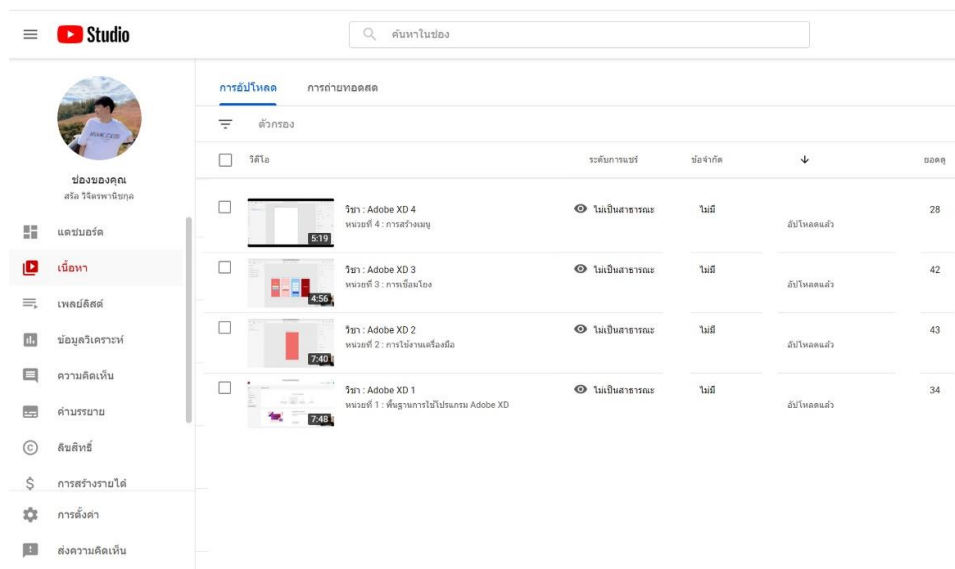 Studio
ค้นหาในช่อง
ช่องของคุณ
สรัล วิจิตรพานิชกุล
แดชบอร์ด
เนื้อหา
เพลย์ลิสต์
ข้อมูลวิเคราะห์
ความคิดเห็น
คำบรรยาย
ลิขสิทธิ์
การสร้างรายได้
การตั้งค่า
ส่งความคิดเห็น
การอัปโหลด การถ่ายทอดสด
ตัวกรอง
วิดีโอ ระดับการแชร์ ข้อจำกัด ยอดดู
วิชา : Adobe XD 4 ไม่เป็นสาธารณะ ไม่มี 28
หน่วยที่ 4 : การสร้างเมนู อัปโหลดแล้ว
5:19
วิชา : Adobe XD 3 ไม่เป็นสาธารณะ ไม่มี 42
หน่วยที่ 3 : การเชื่อมโยง อัปโหลดแล้ว
4:56
วิชา : Adobe XD 2 ไม่เป็นสาธารณะ ไม่มี 43
หน่วยที่ 2 : การใช้งานเครื่องมือ อัปโหลดแล้ว
7:40
วิชา : Adobe XD 1 ไม่เป็นสาธารณะ ไม่มี 34
หน่วยที่ 1 : พื้นฐานการใช้โปรแกรม Adobe XD อัปโหลดแล้ว
7:48